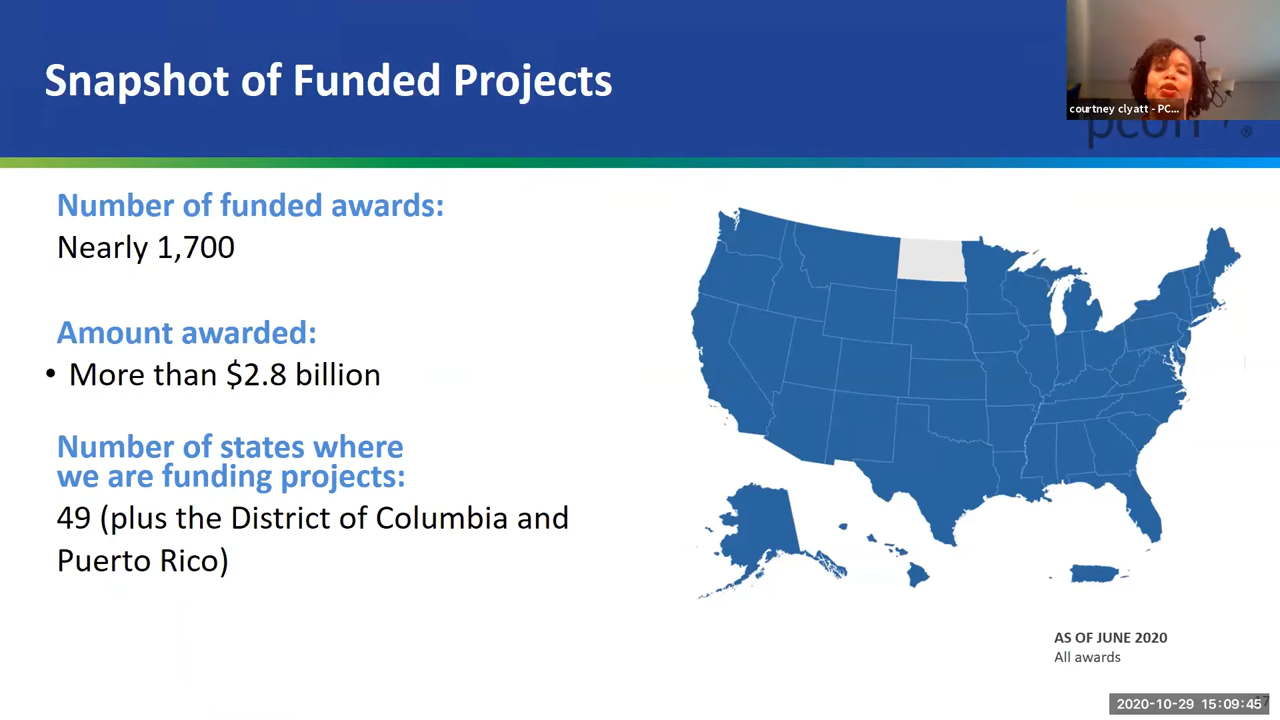 Snapshot of Funded Projects
courtney clyatt - PC...
pcori
®
Number of funded awards:
Nearly 1,700
Amount awarded:
• More than $2.8 billion
Number of states where
we are funding projects:
49 (plus the District of Columbia and
Puerto Rico)
AS OF JUNE 2020
All awards
2020-10-29 15:09:45